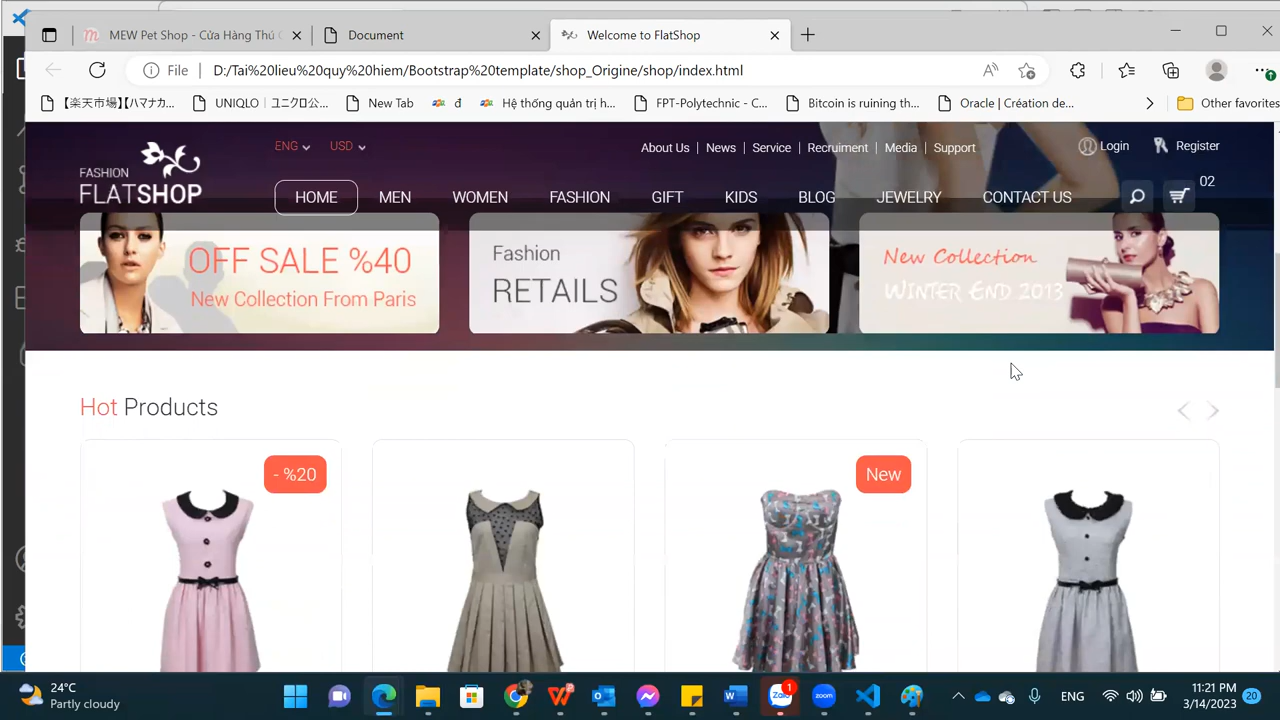 MEW Pet Shop - Cửa Hàng Thú C
Document
Welcome to FlatShop
File
D:/Tai%20lieu%20quy%20hiem/Bootstrap%20template/shop_Origine/shop/index.html
【楽天市場】【ハマナカ...
UNIQLO｜ユニクロ公...
New Tab
đ
Hệ thống quản trị h...
FPT-Polytechnic - C...
Bitcoin is ruining th...
Oracle | Création de...
Other favorites
ENG
USD
About Us | News | Service | Recruiment | Media | Support
Login
Register
FASHION
FLATSHOP
HOME
MEN
WOMEN
FASHION
GIFT
KIDS
BLOG
JEWELRY
CONTACT US
02
OFF SALE %40
New Collection From Paris
Fashion
RETAILS
New Collection
WINTER END 2013
Hot Products
- %20
New
24°C
Partly cloudy
Zalo
1
zoom
ENG
11:21 PM
3/14/2023
20